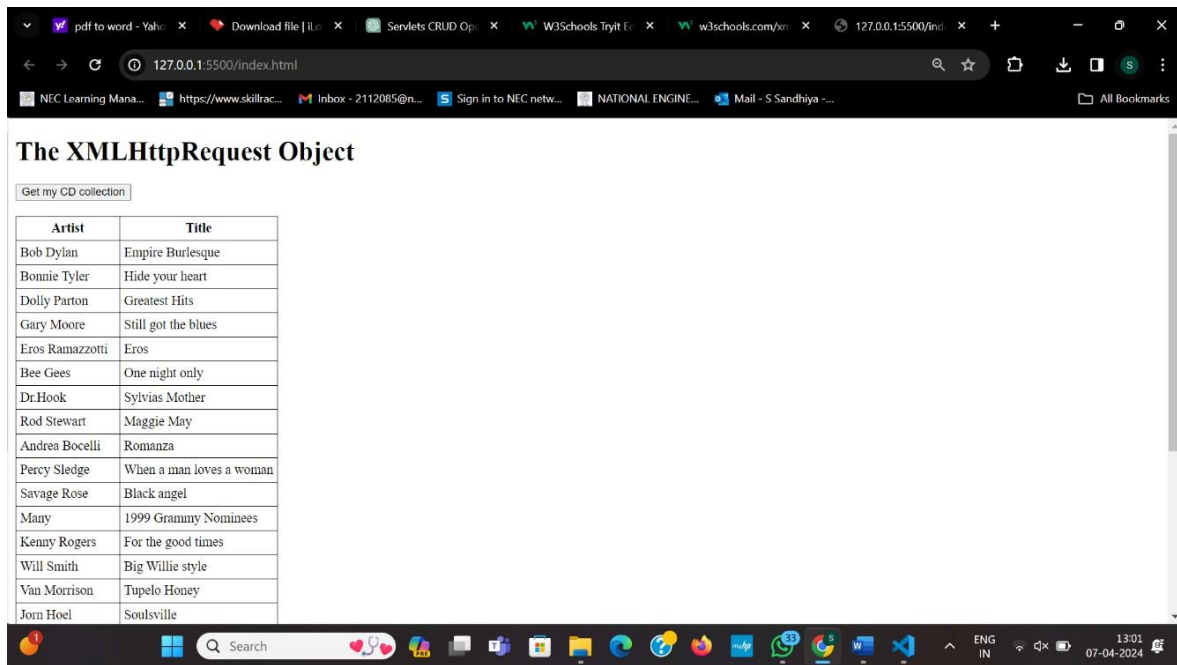 pdf to word - Yaho
Download file | iLo
Servlets CRUD Ope
W3Schools Tryit Ed
w3schools.com/xm
127.0.0.1:5500/ind
127.0.0.1:5500/index.html
S
NEC Learning Mana...
https://www.skillrac...
Inbox - 2112085@n...
Sign in to NEC netw...
NATIONAL ENGINE...
Mail - S Sandhiya -...
All Bookmarks
The XMLHttpRequest Object
Get my CD collection
Artist Title
Bob Dylan Empire Burlesque
Bonnie Tyler Hide your heart
Dolly Parton Greatest Hits
Gary Moore Still got the blues
Eros Ramazzotti Eros
Bee Gees One night only
Dr.Hook Sylvias Mother
Rod Stewart Maggie May
Andrea Bocelli Romanza
Percy Sledge When a man loves a woman
Savage Rose Black angel
Many 1999 Grammy Nominees
Kenny Rogers For the good times
Will Smith Big Willie style
Van Morrison Tupelo Honey
Jorn Hoel Soulsville
Search
PRE
33
ENG
IN
13:01
07-04-2024